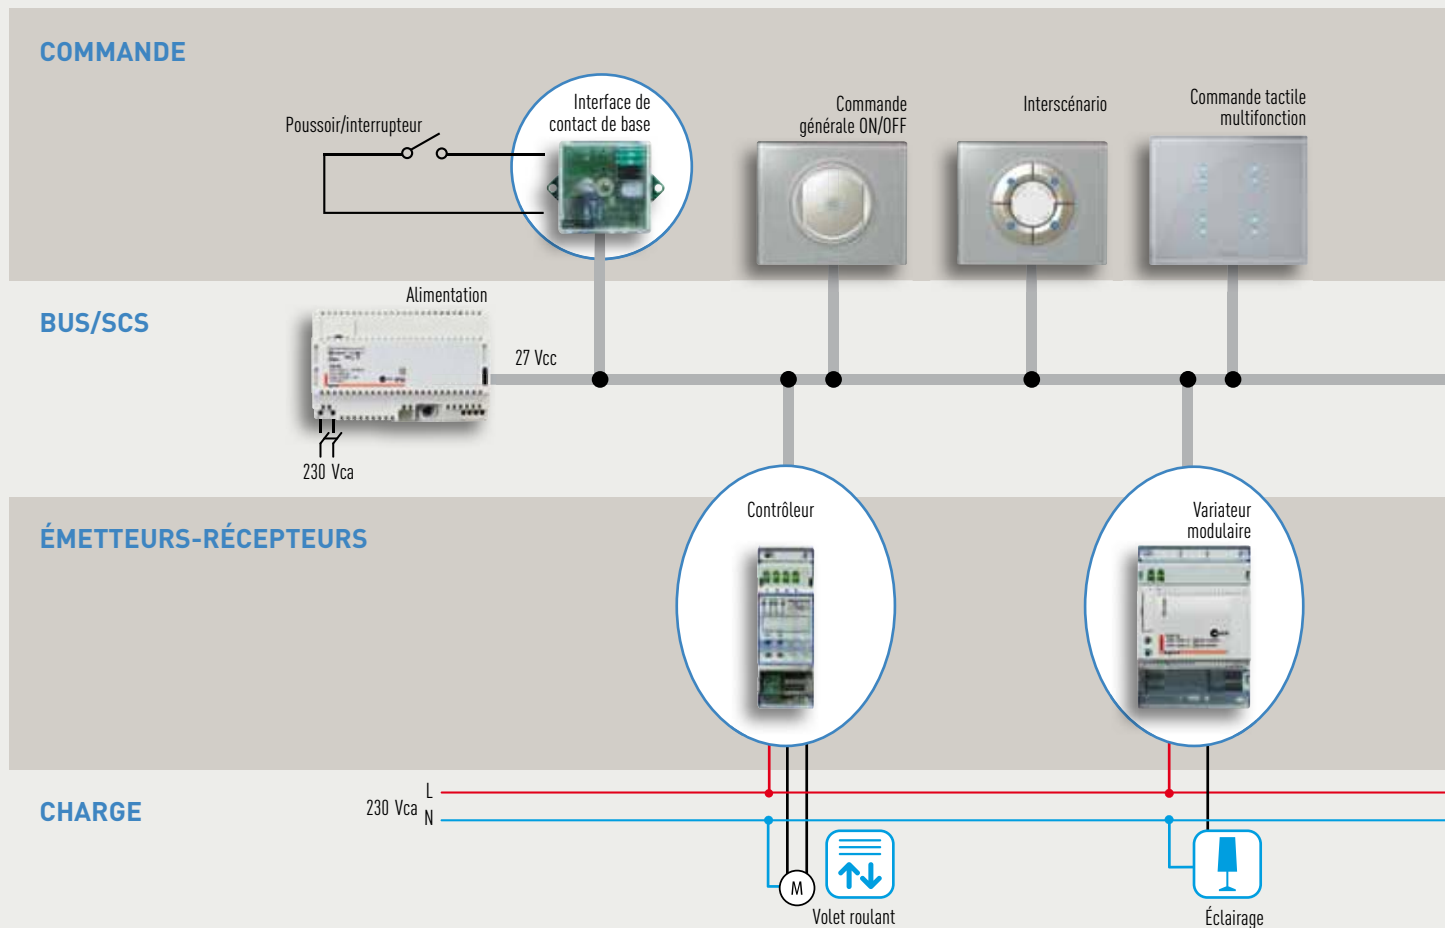 COMMANDE
Poussoir/interrupteur
Interface de
contact de base
Commande
générale ON/OFF
Interscénario
Commande tactile
multifonction
BUS/SCS
Alimentation
27 Vcc
230 Vca
ÉMETTEURS-RÉCEPTEURS
Contrôleur
Variateur
modulaire
CHARGE
230 Vca
L
N
M
Volet roulant
Éclairage